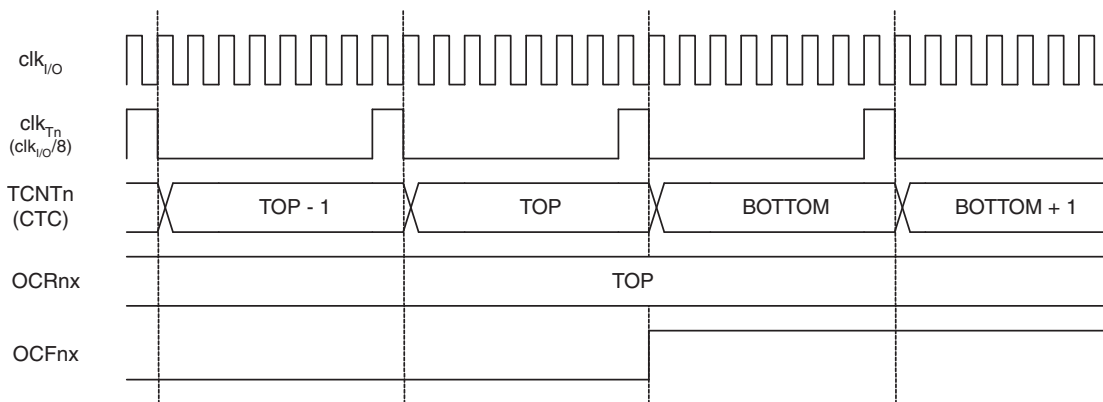 clkI/O
clkTn
(clkI/O/8)
TCNTn
(CTC)
TOP - 1
TOP
BOTTOM
BOTTOM + 1
OCRnx
TOP
OCFnx